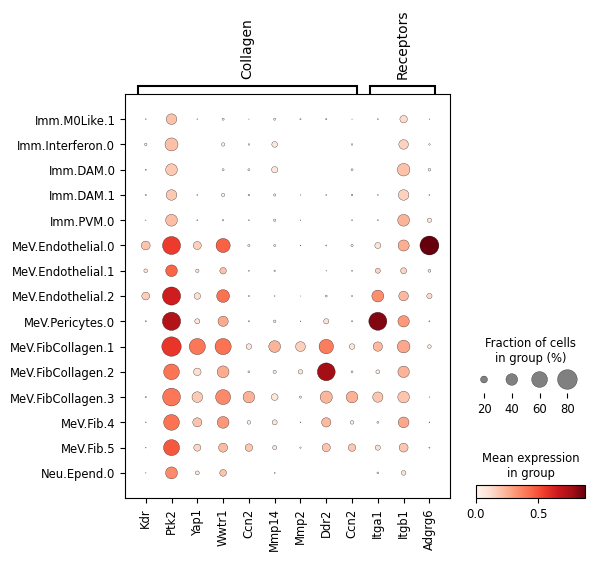 Collagen
Receptors
Imm.M0Like.1
Imm.Interferon.0
Imm.DAM.0
Imm.DAM.1
Imm.PVM.0
MeV.Endothelial.0
MeV.Endothelial.1
MeV.Endothelial.2
MeV.Pericytes.0
MeV.FibCollagen.1
MeV.FibCollagen.2
MeV.FibCollagen.3
MeV.Fib.4
MeV.Fib.5
Neu.Epend.0
Kdr
Ptk2
Yap1
Wwtr1
Ccn2
Mmp14
Mmp2
Ddr2
Ccn2
Itga1
Itgb1
Adgrg6
Fraction of cells
in group (%)
20 40 60 80
Mean expression
in group
0.0 0.5